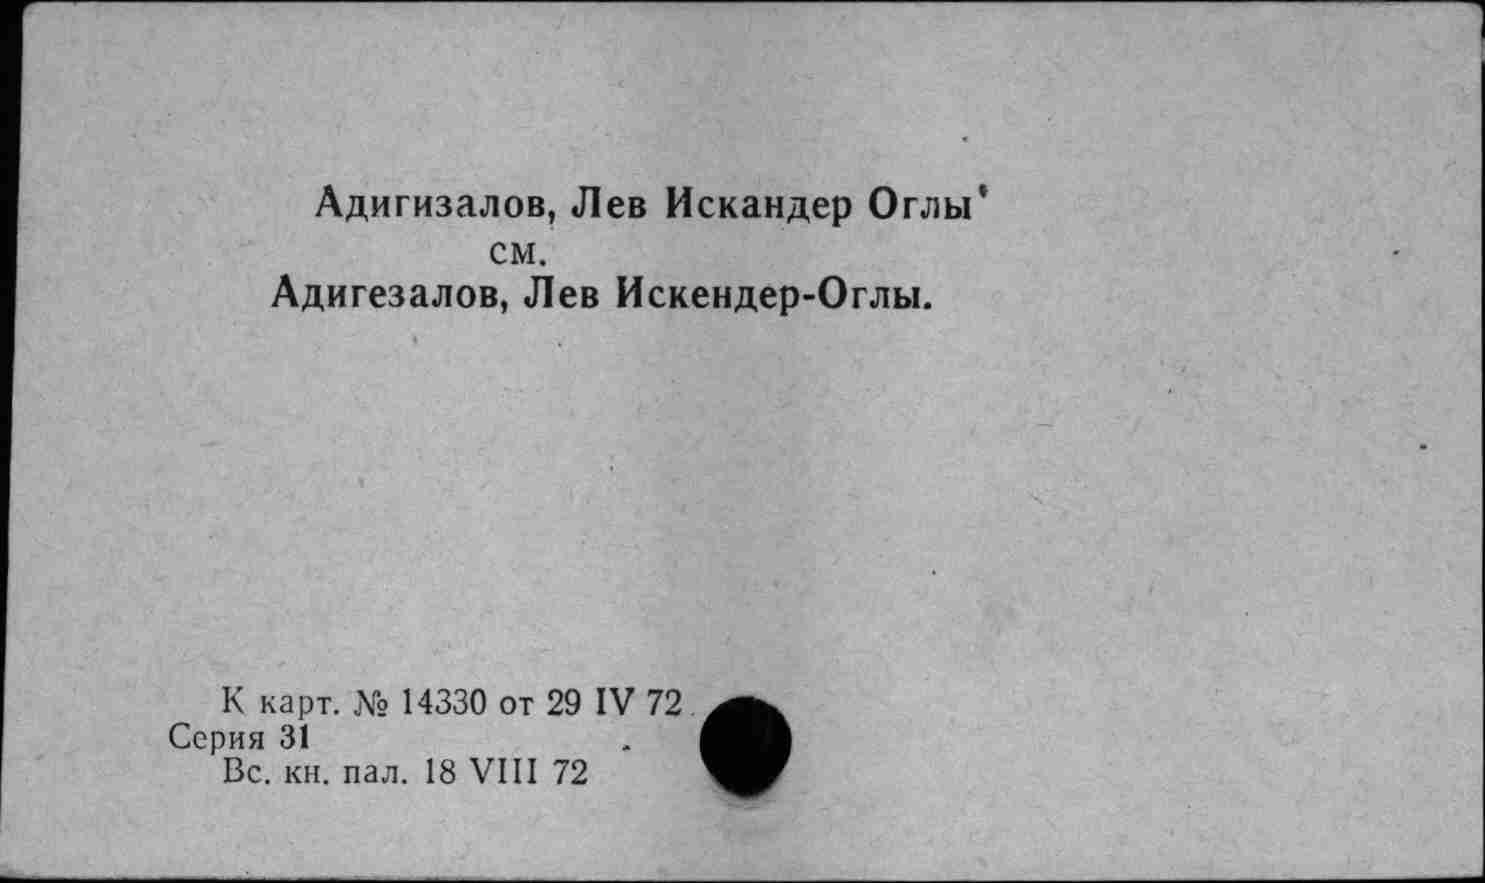 Адигизалов, Лев Искандер Оглы
см.
Адигезалов, Лев Искендер-Оглы.
К карт. № 14330 от 29 IV 72
Серия 31
Вс. кн. пал. 18 VIII 72